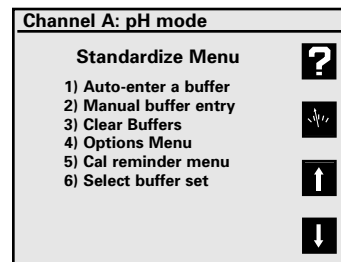 Channel A: pH mode
Standardize Menu
1) Auto-enter a buffer
2) Manual buffer entry
3) Clear Buffers
4) Options Menu
5) Cal reminder menu
6) Select buffer set
?